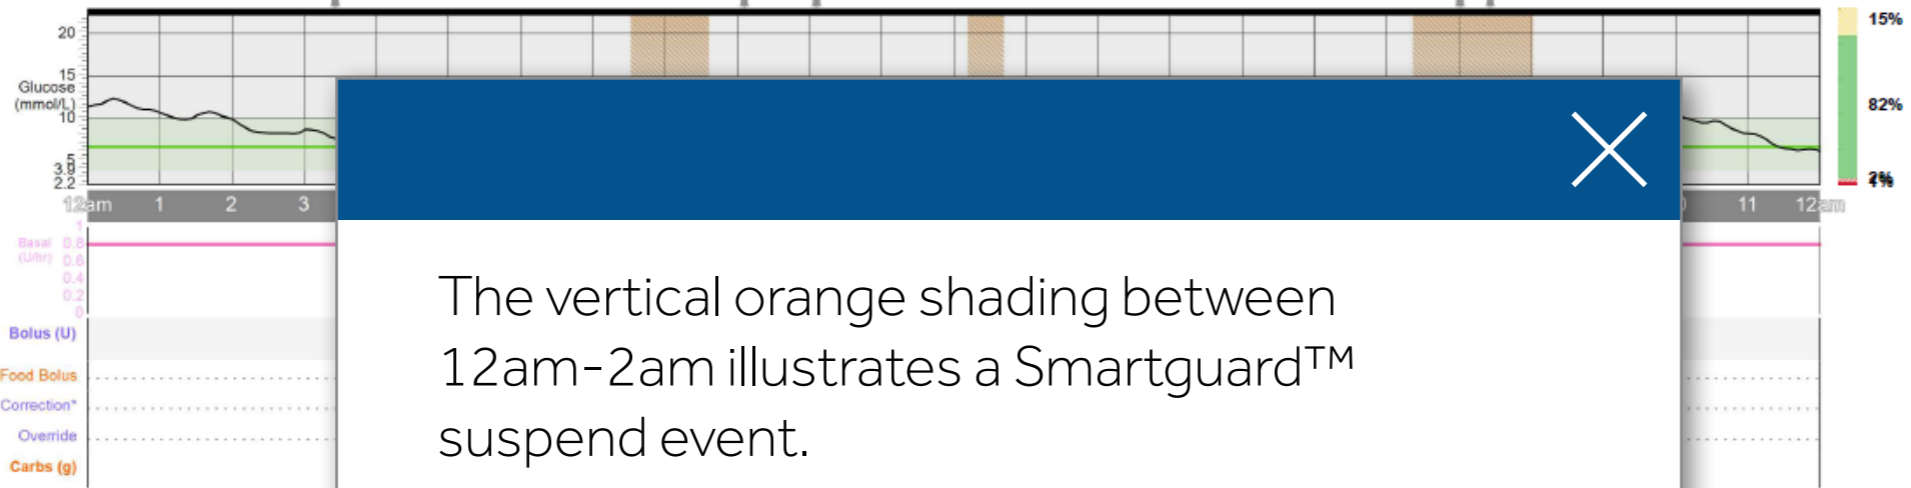 20
15%
15
Glucose
(mmol/L)
10
82%
5
3.9
2.2
4%
12am 1 2 3 11 12am
1
Basal 0.8
(U/hr) 0.6
0.4
0.2
0
The vertical orange shading between
12am-2am illustrates a Smartguard™
suspend event.
Bolus (U)
Food Bolus
Correction*
Override
Carbs (g)